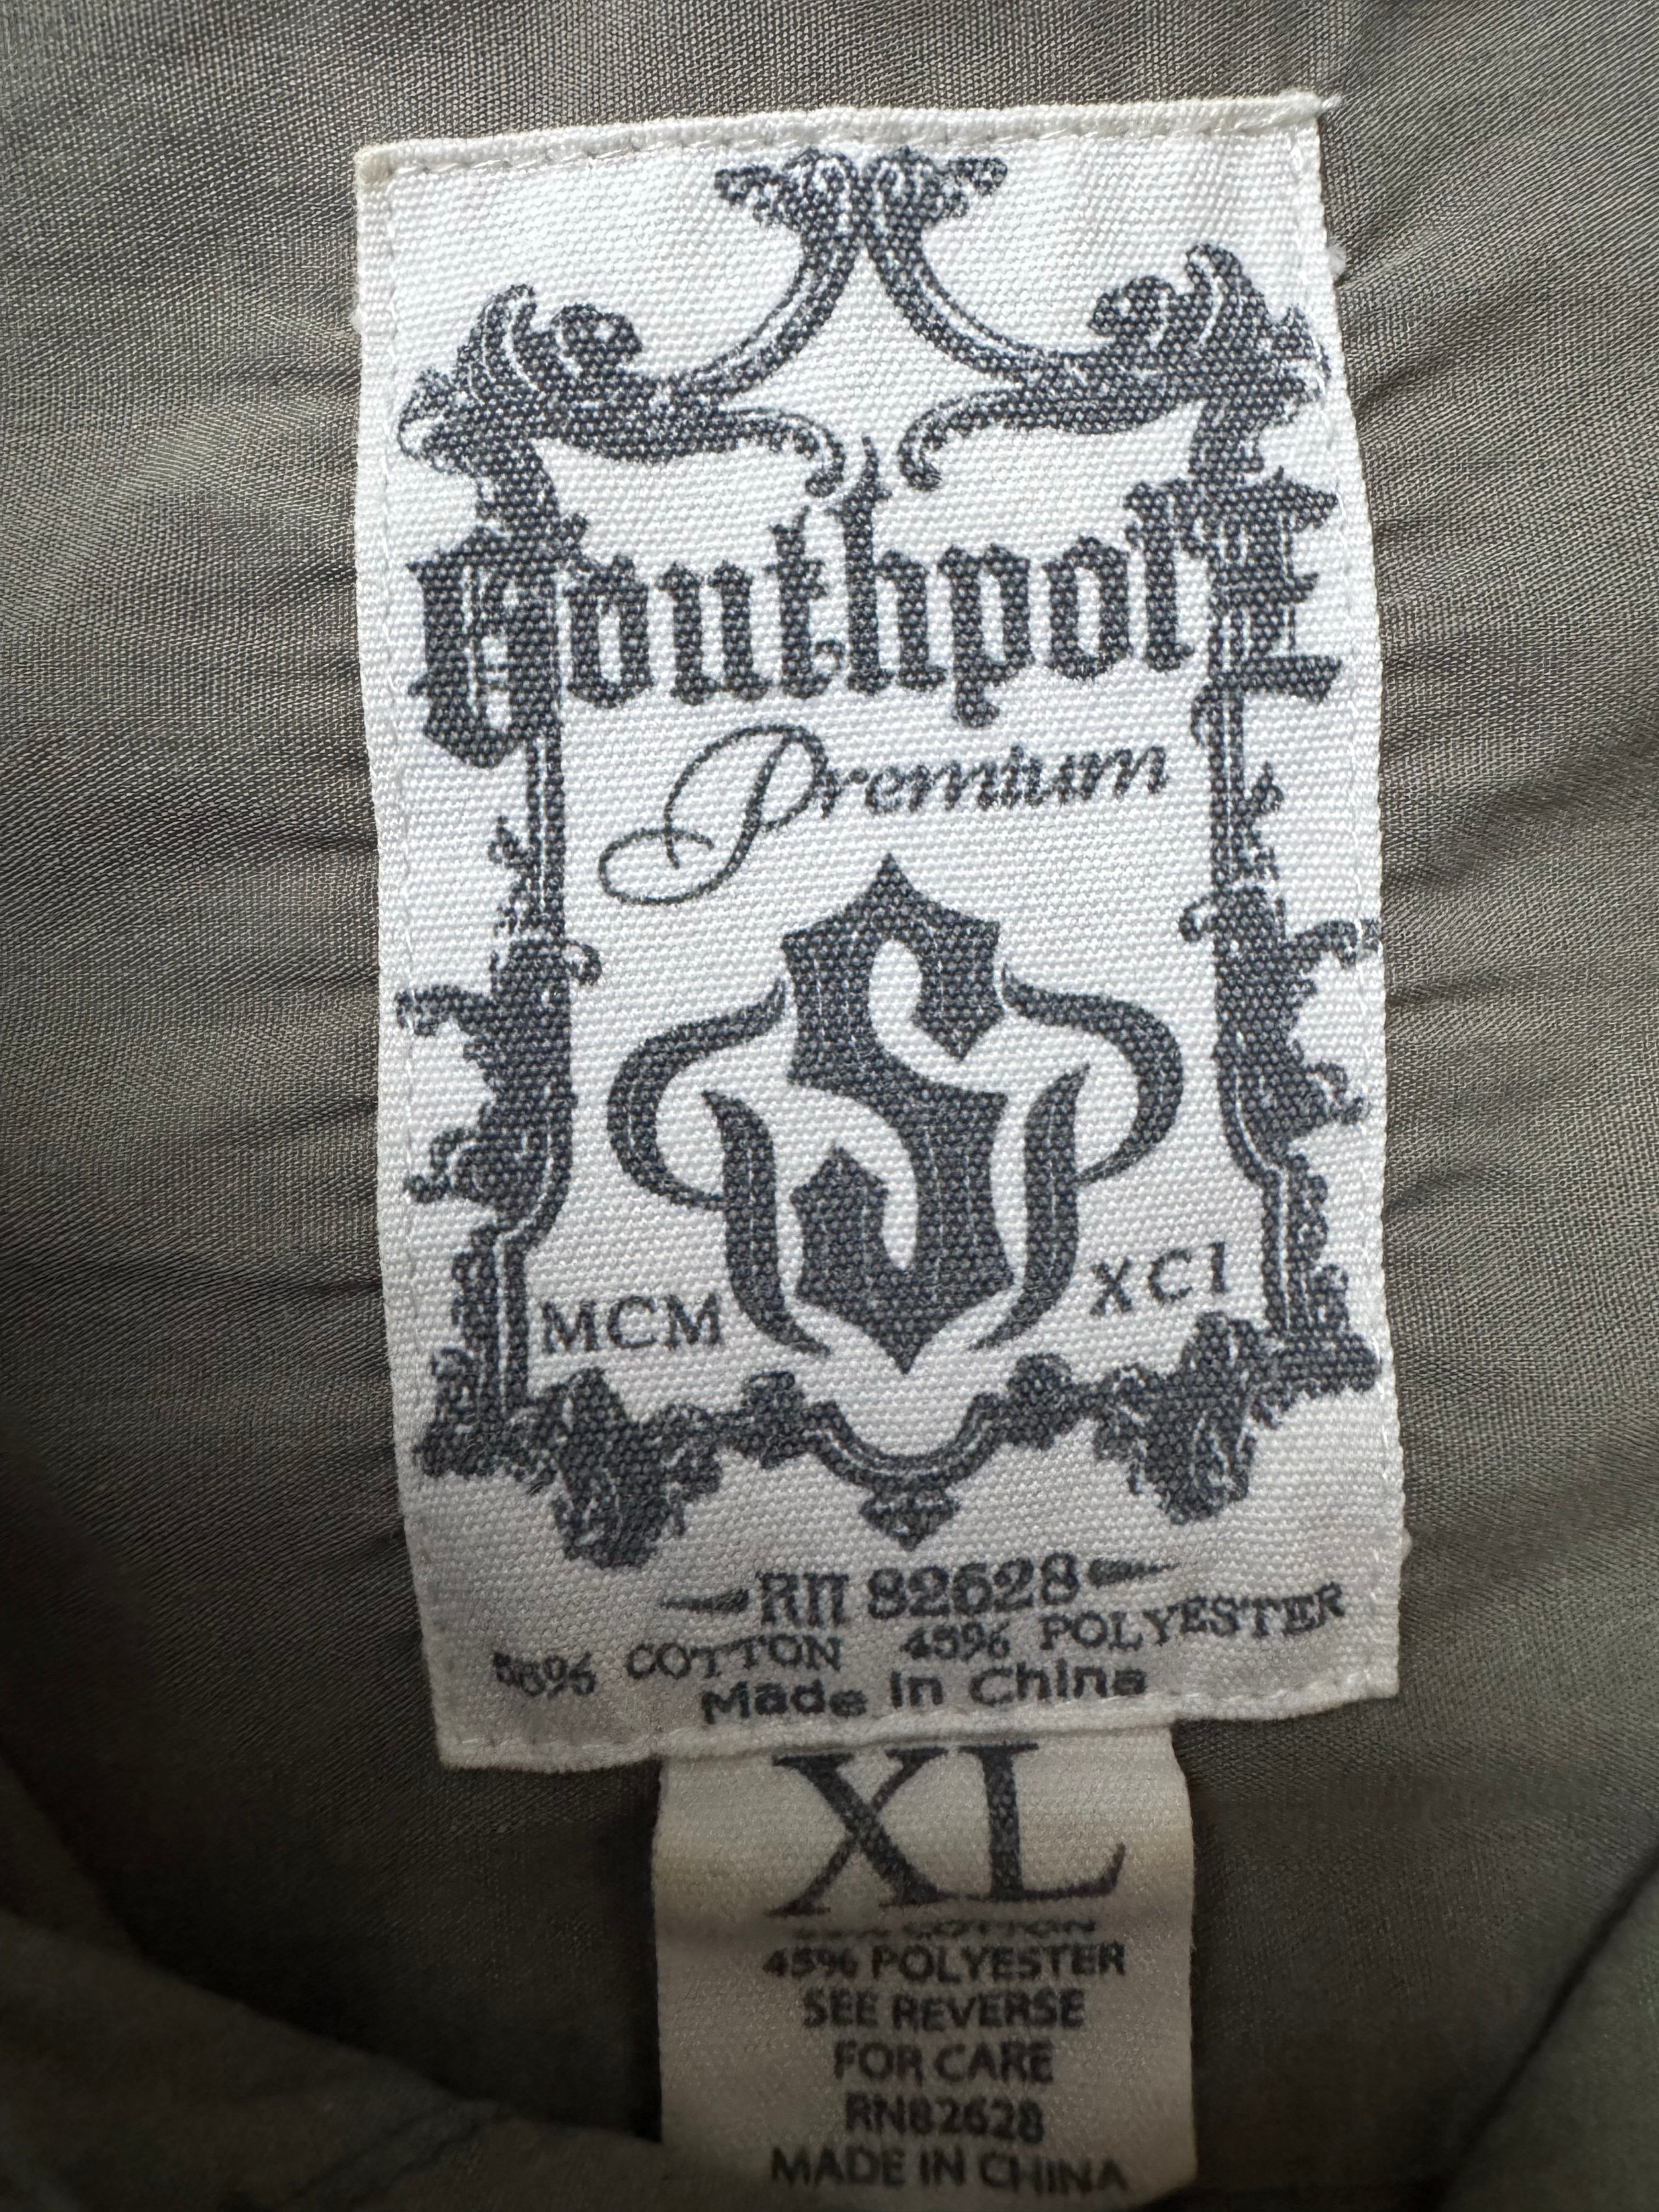 Southpole
Premium
MCM XCI
RN 82628
COTTON 45% POLYESTER
Made in China
XL
COTTON
45% POLYESTER
SEE REVERSE
FOR CARE
RN82628
MADE IN CHINA